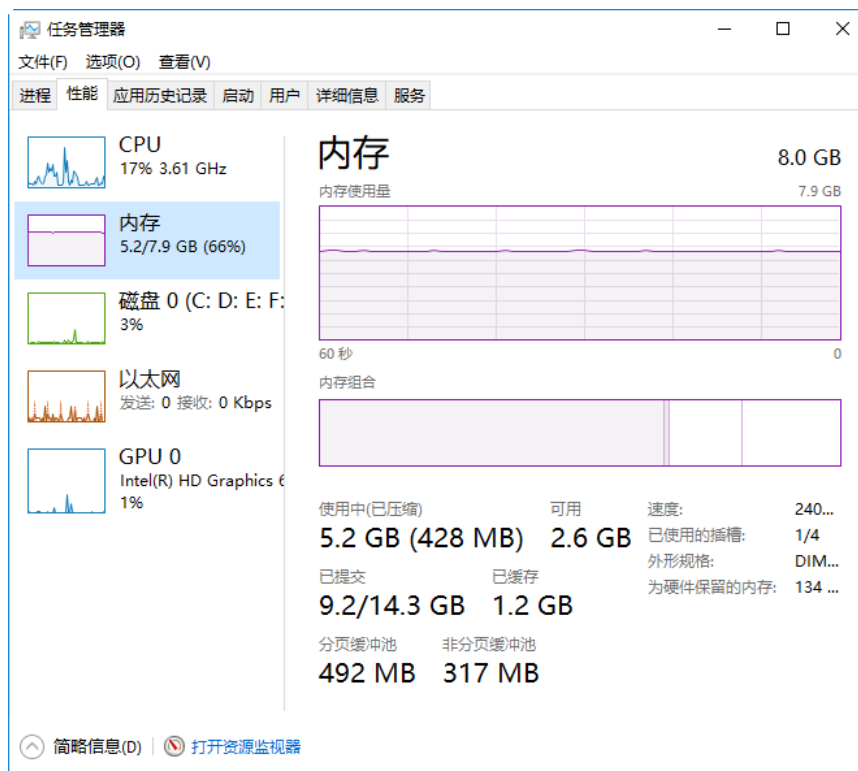 任务管理器
文件(F) 选项(O) 查看(V)
进程 性能 应用历史记录 启动 用户 详细信息 服务
CPU
17% 3.61 GHz
内存
5.2/7.9 GB (66%)
磁盘 0 (C: D: E: F:
3%
以太网
发送: 0 接收: 0 Kbps
GPU 0
Intel(R) HD Graphics 6
1%
内存
8.0 GB
内存使用量
7.9 GB
60 秒
0
内存组合
使用中(已压缩)
5.2 GB (428 MB)
可用
2.6 GB
已提交
9.2/14.3 GB
已缓存
1.2 GB
分页缓冲池
492 MB
非分页缓冲池
317 MB
速度: 240...
已使用的插槽: 1/4
外形规格: DIM...
为硬件保留的内存: 134 ...
简略信息(D)
打开资源监视器